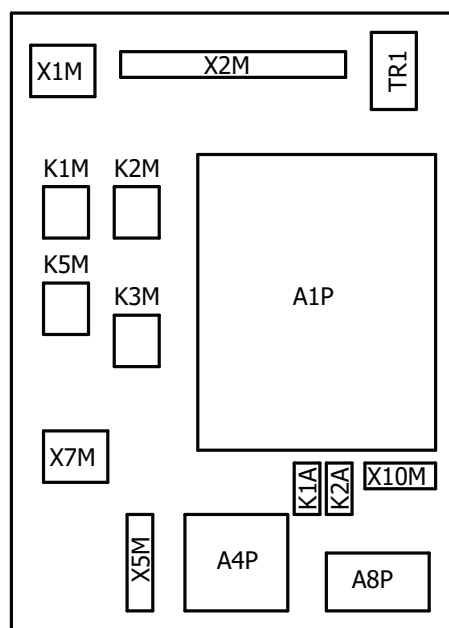 X1M
X2M
TR1
K1M
K2M
K5M
K3M
A1P
X7M
K1A
K2A
X10M
X5M
A4P
A8P